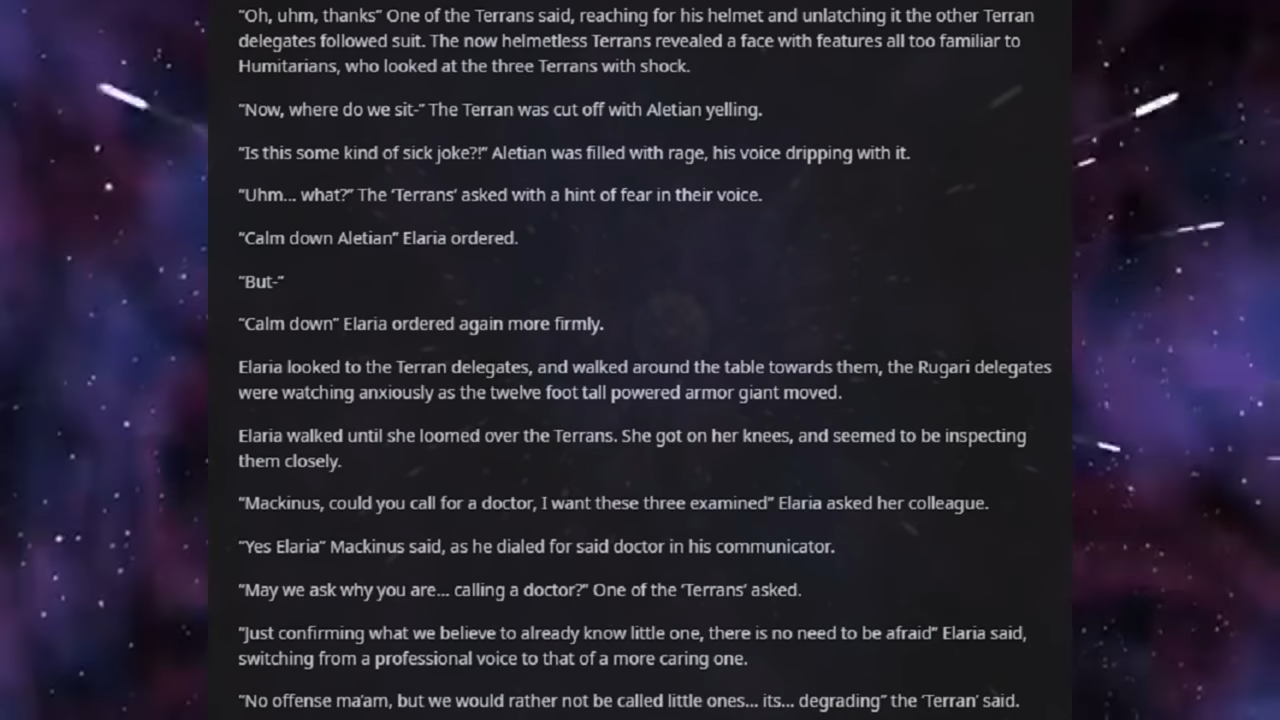 “Oh, uhm, thanks” One of the Terrans said, reaching for his helmet and unlatching it the other Terran
delegates followed suit. The now helmetless Terrans revealed a face with features all too familiar to
Humitarians, who looked at the three Terrans with shock.
“Now, where do we sit-” The Terran was cut off with Aletian yelling.
“Is this some kind of sick joke?!” Aletian was filled with rage, his voice dripping with it.
“Uhm... what?” The ‘Terrans’ asked with a hint of fear in their voice.
“Calm down Aletian” Elaria ordered.
“But-”
“Calm down” Elaria ordered again more firmly.
Elaria looked to the Terran delegates, and walked around the table towards them, the Rugari delegates
were watching anxiously as the twelve foot tall powered armor giant moved.
Elaria walked until she loomed over the Terrans. She got on her knees, and seemed to be inspecting
them closely.
“Mackinus, could you call for a doctor, I want these three examined” Elaria asked her colleague.
“Yes Elaria” Mackinus said, as he dialed for said doctor in his communicator.
“May we ask why you are... calling a doctor?” One of the ‘Terrans’ asked.
“Just confirming what we believe to already know little one, there is no need to be afraid” Elaria said,
switching from a professional voice to that of a more caring one.
“No offense ma’am, but we would rather not be called little ones... its... degrading” the ‘Terran’ said.